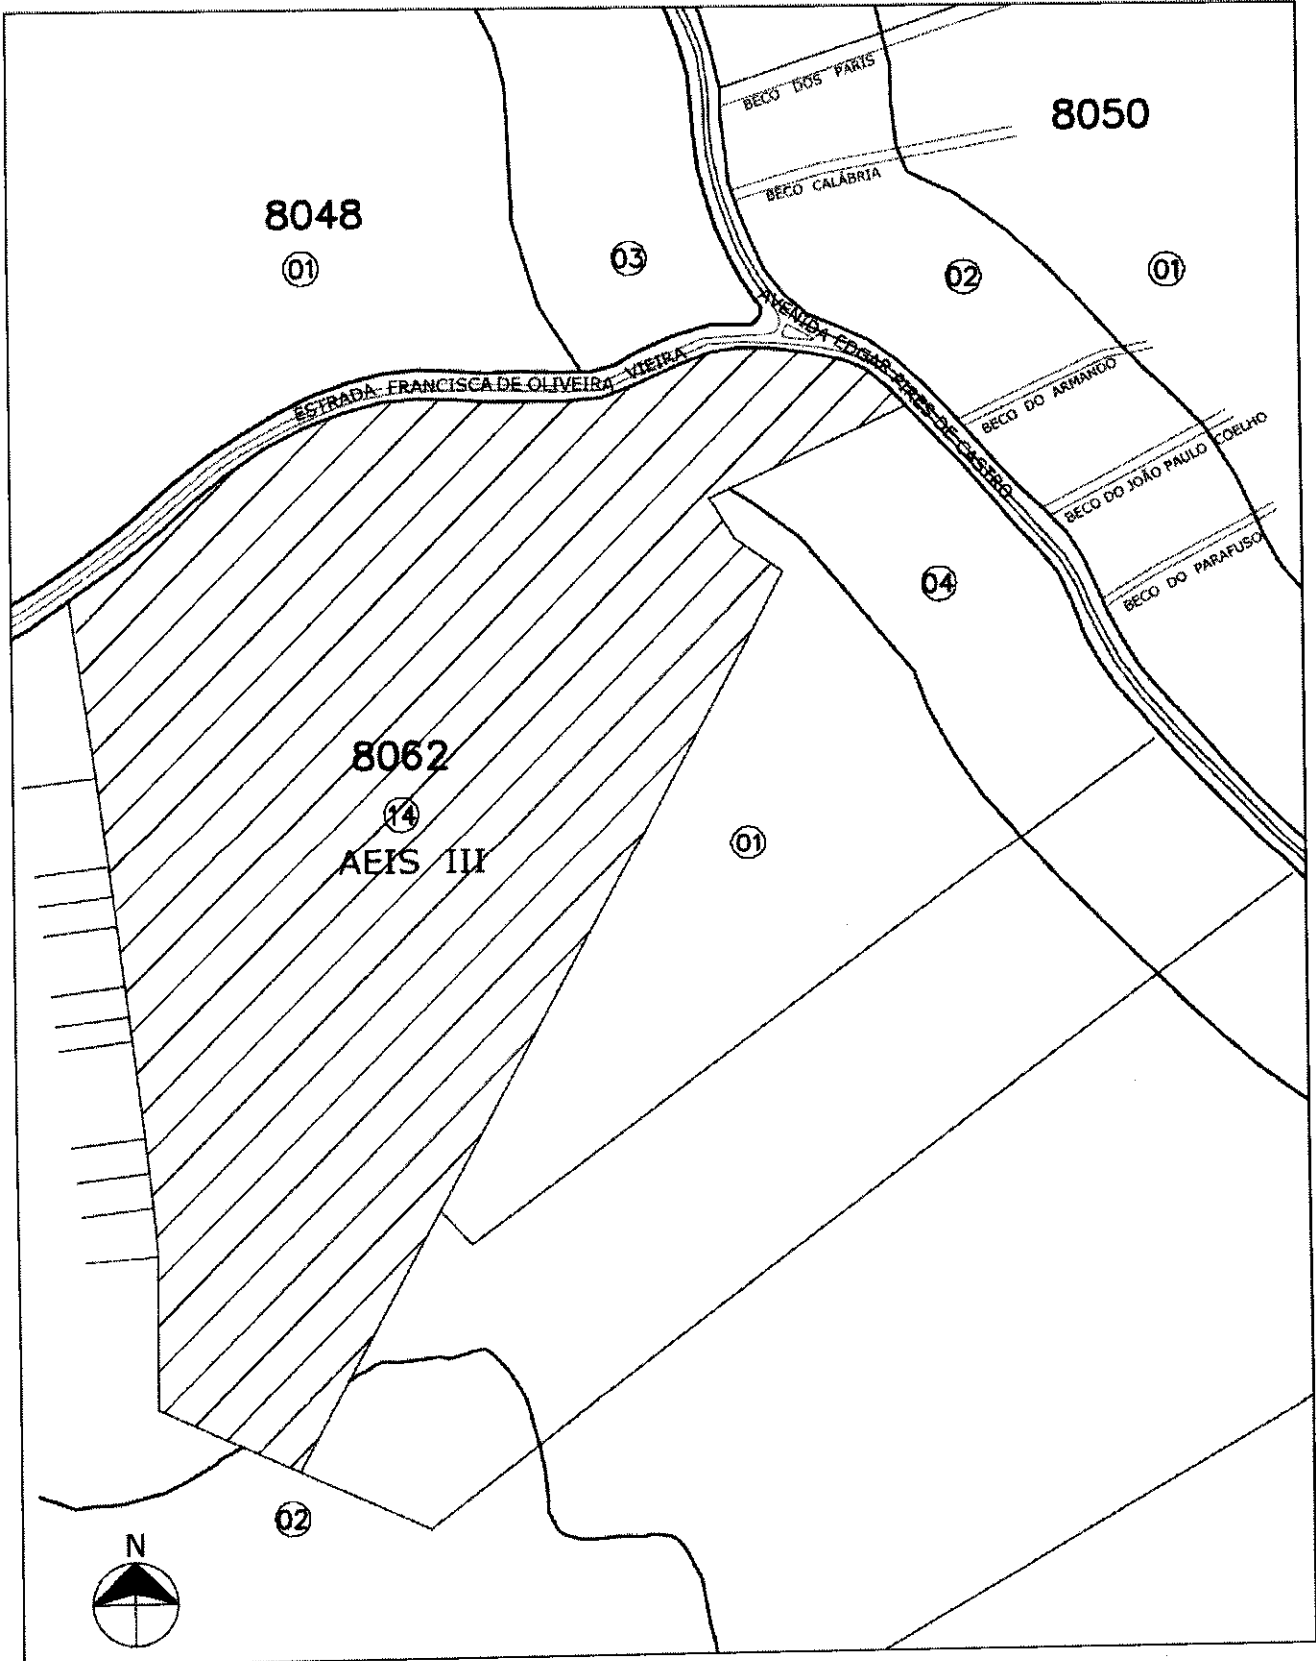 BECO DOS PARIS
8050
BECO CALÁBRIA
8048
01
03
02
01
AVENIDA EDGAR PIRES DE CASTRO
ESTRADA FRANCISCA DE OLIVEIRA VIEIRA
BECO DO ARMANDO
BECO DO JOÃO PAULO COELHO
BECO DO PARAFUSO
04
8062
14
AEIS III
01
02
N